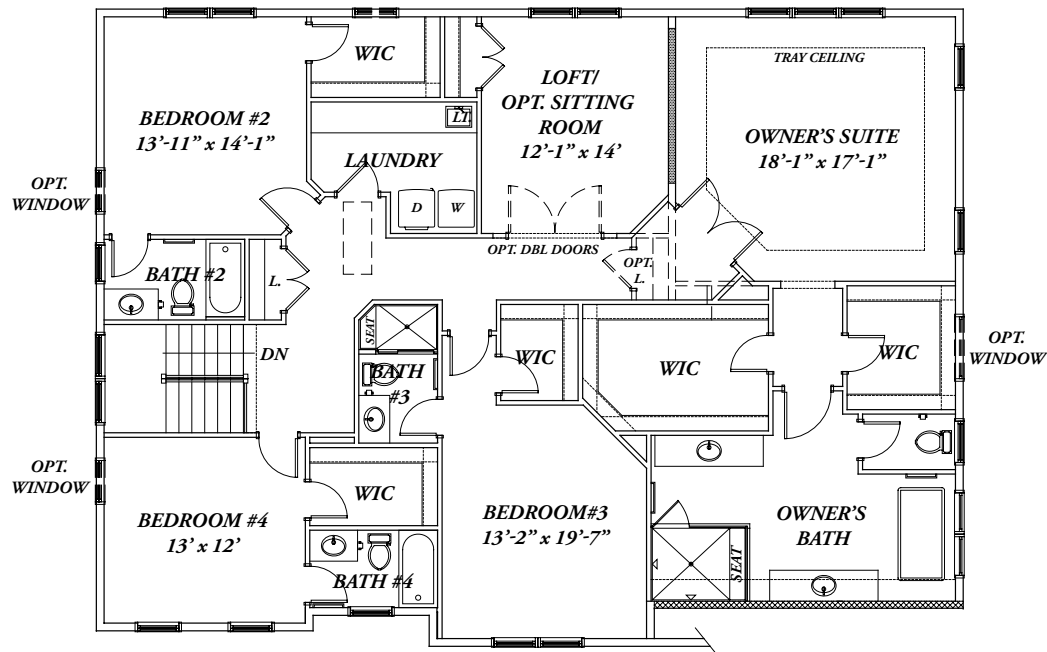 WIC
BEDROOM #2
13'-11" x 14'-1"
LT.
LAUNDRY
D
W
LOFT/
OPT. SITTING
ROOM
12'-1" x 14'
TRAY CEILING
OWNER'S SUITE
18'-1" x 17'-1"
OPT.
WINDOW
OPT. DBL DOORS
OPT.
L.
BATH #2
L.
DN
SEAT
BATH
#3
WIC
WIC
WIC
OPT.
WINDOW
OPT.
WINDOW
WIC
BEDROOM #4
13' x 12'
BATH #4
BEDROOM#3
13'-2" x 19'-7"
OWNER'S
BATH
SEAT